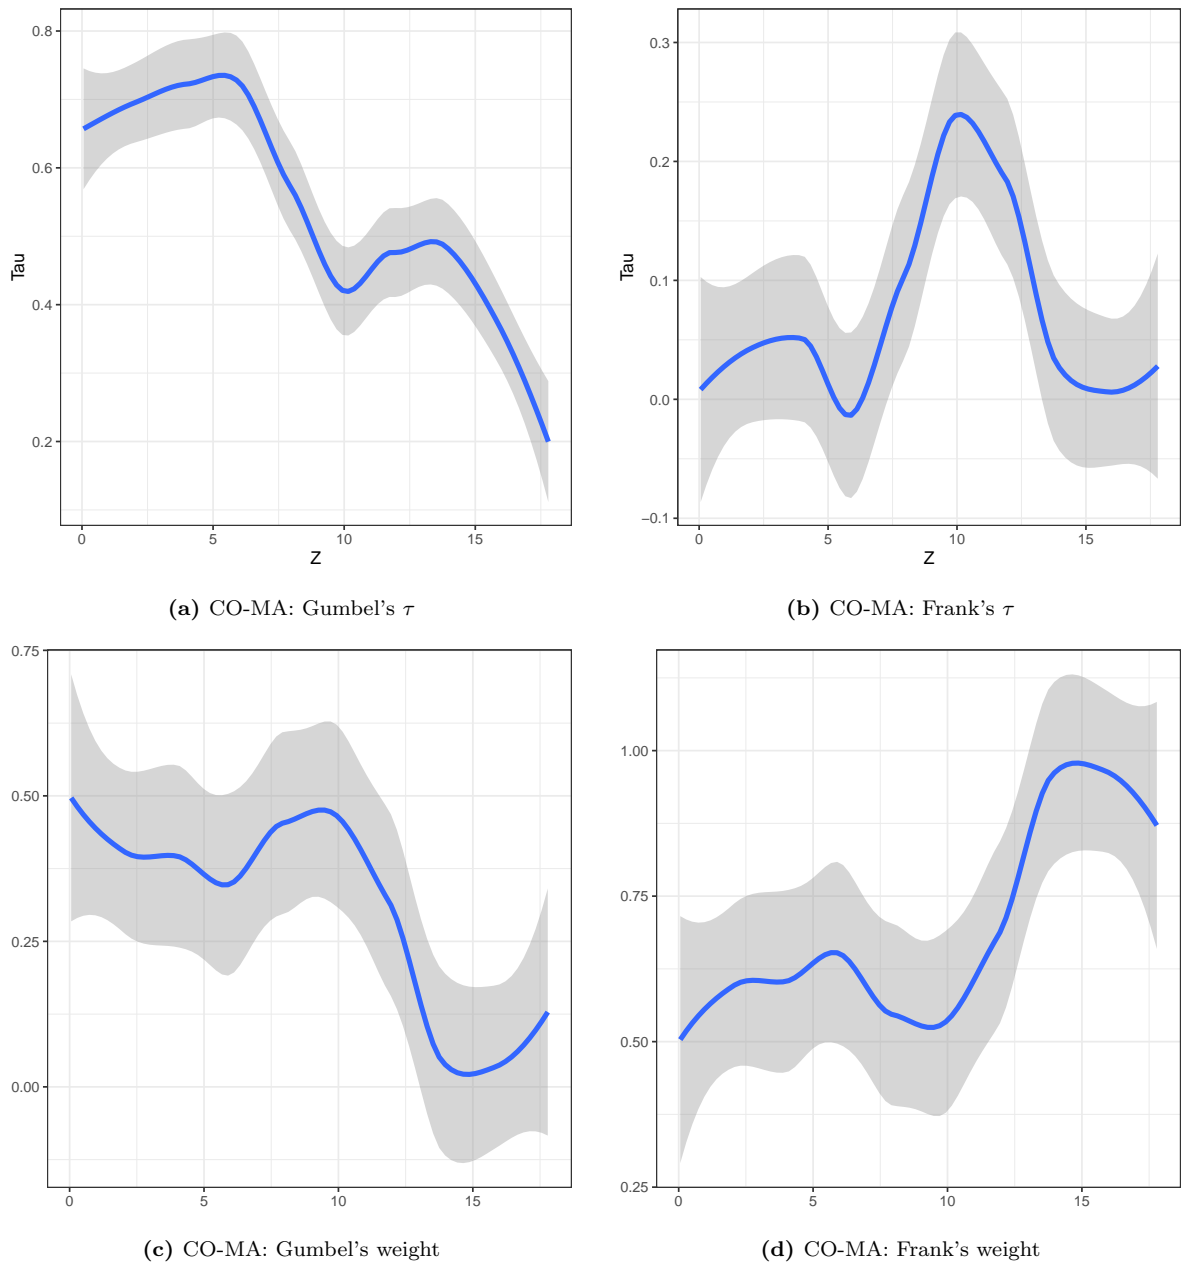 0.8
0.6
0.4
0.2
Tau
0 5 10 15
Z
(a) CO-MA: Gumbel's τ
0.3
0.2
0.1
0.0
−0.1
Tau
0 5 10 15
Z
(b) CO-MA: Frank's τ
0.75
0.50
0.25
0.00
0 5 10 15
(c) CO-MA: Gumbel's weight
1.00
0.75
0.50
0.25
0 5 10 15
(d) CO-MA: Frank's weight